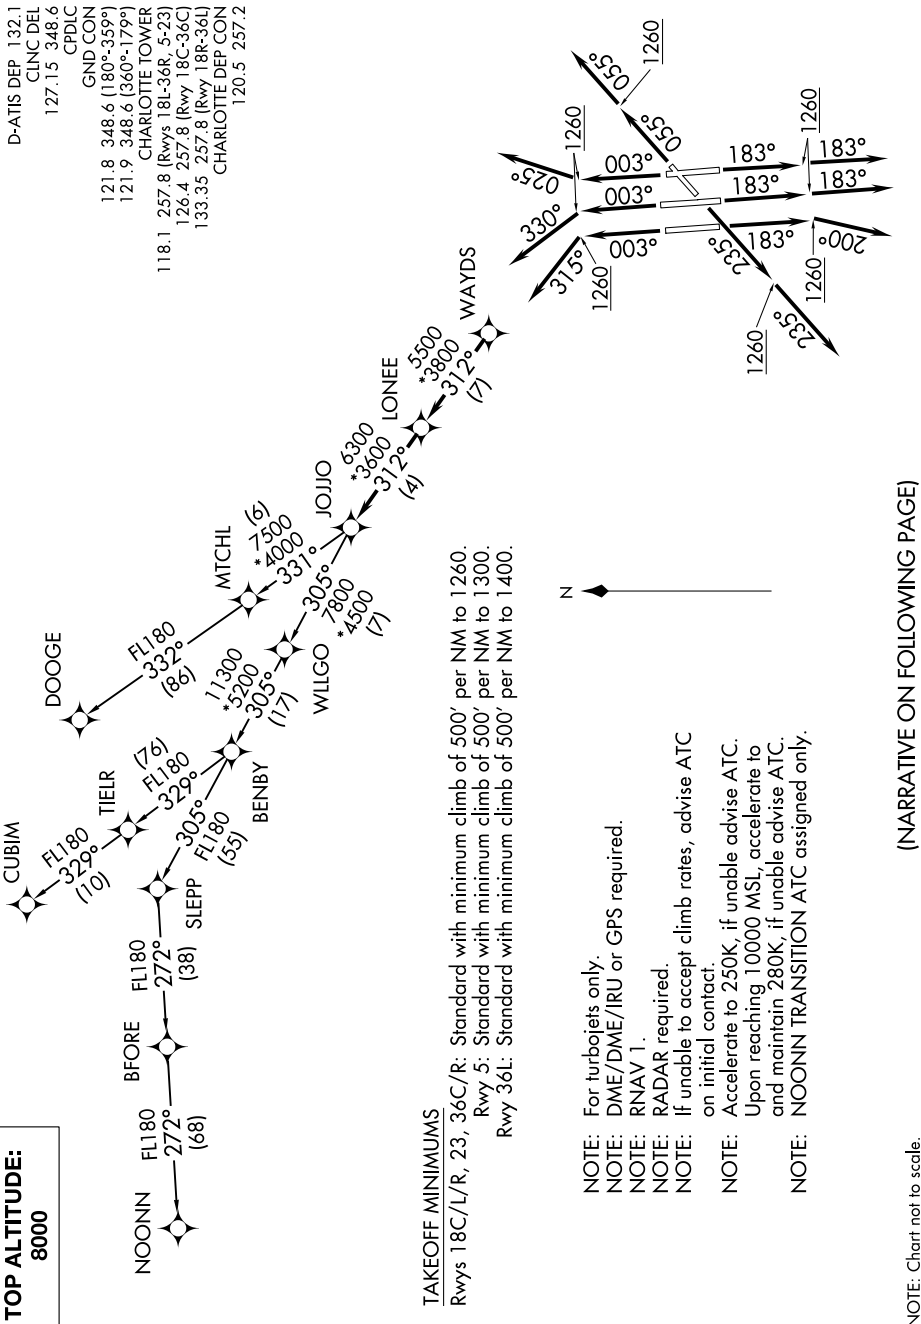 TOP ALTITUDE:
8000
D-ATIS DEP 132.1
CLNC DEL
127.15 348.6
CPDLC
GND CON
121.8 348.6 (180°-359°)
121.9 348.6 (360°-179°)
CHARLOTTE TOWER
118.1 257.8 (Rwys 18L-36R, 5-23)
126.4 257.8 (Rwy 18C-36C)
133.35 257.8 (Rwy 18R-36L)
CHARLOTTE DEP CON
120.5 257.2
CUBIM
FL180
329°
(10)
TIELR
(76)
FL180
329°
DOOGE
FL180
332°
(86)
MTCHL
(6)
7500
*4000
331°
JOJJO
6300
*3600
312°
(4)
LONEE
5500
*3800
312°
(7)
WAYDS
305°
7800
*4500
(7)
WLLGO
11300
*5200
305°
(17)
BENBY
305°
FL180
(55)
SLEPP
FL180
272°
(38)
BFORE
FL180
272°
(68)
NOONN
1260
055°
055°
1260
025°
003°
183°
1260
183°
330°
003°
183°
183°
315°
1260
003°
183°
1260
200°
235°
1260
235°
TAKEOFF MINIMUMS
Rwys 18C/L/R, 23, 36C/R: Standard with minimum climb of 500' per NM to 1260.
Rwy 5: Standard with minimum climb of 500' per NM to 1300.
Rwy 36L: Standard with minimum climb of 500' per NM to 1400.
N
NOTE: For turbojets only.
NOTE: DME/DME/IRU or GPS required.
NOTE: RNAV 1.
NOTE: RADAR required.
NOTE: If unable to accept climb rates, advise ATC
on initial contact.
NOTE: Accelerate to 250K, if unable advise ATC.
Upon reaching 10000 MSL, accelerate to
and maintain 280K, if unable advise ATC.
NOTE: NOONN TRANSITION ATC assigned only.
(NARRATIVE ON FOLLOWING PAGE)
NOTE: Chart not to scale.